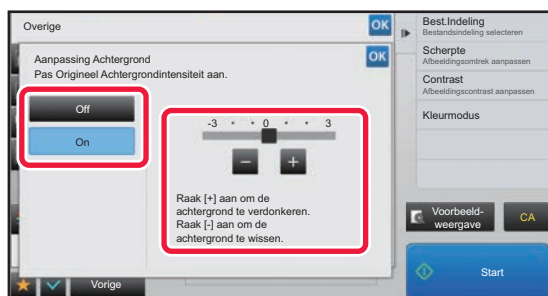 Overige
OK
Aanpassing Achtergrond
Pas Origineel Achtergrondintensiteit aan.
OK
Off
On
-3 • • 0 • • 3
−
+
Raak [+] aan om de
achtergrond te verdonkeren.
Raak [-] aan om de
achtergrond te wissen.
Vorige
Best.Indeling
Bestandsindeling selecteren
Scherpte
Afbeeldingsomtrek aanpassen
Contrast
Afbeeldingscontrast aanpassen
Kleurmodus
Voorbeeld-
weergave
CA
Start